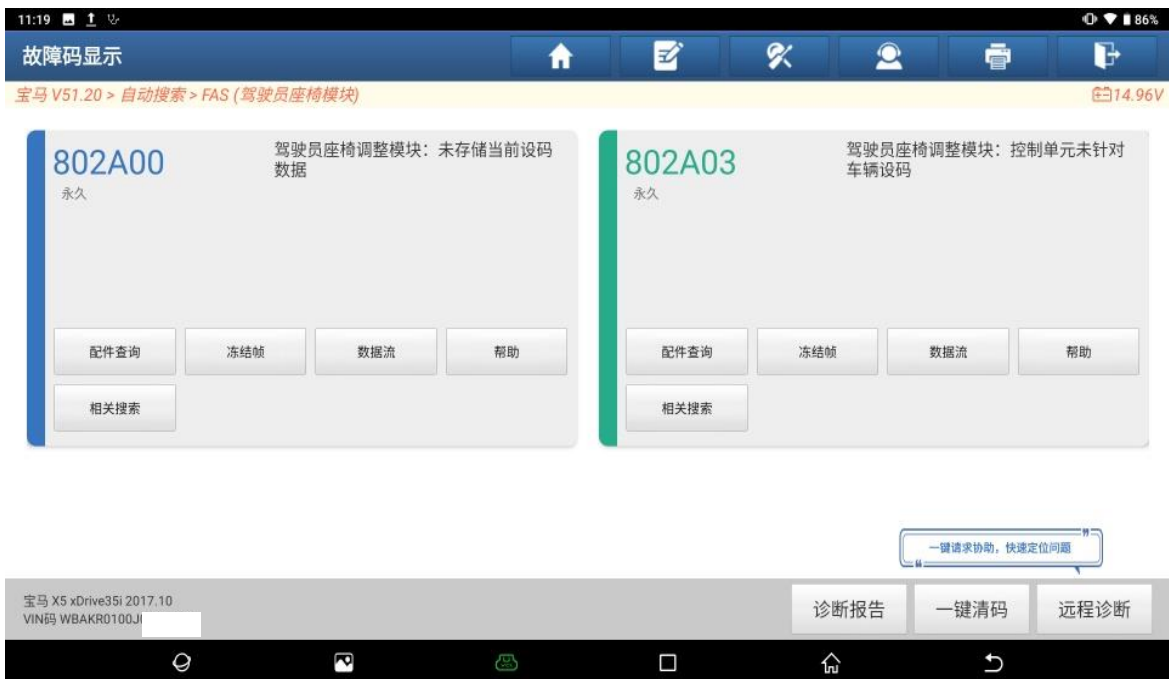 11:19
86%
故障码显示
宝马 V51.20 > 自动搜索 > FAS (驾驶员座椅模块)
14.96V
802A00
永久
驾驶员座椅调整模块：未存储当前设码
数据
配件查询
冻结帧
数据流
帮助
相关搜索
802A03
永久
驾驶员座椅调整模块：控制单元未针对
车辆设码
配件查询
冻结帧
数据流
帮助
相关搜索
一键请求协助，快速定位问题
宝马 X5 xDrive35i 2017.10
VIN码 WBAKR0100J
诊断报告
一键清码
远程诊断